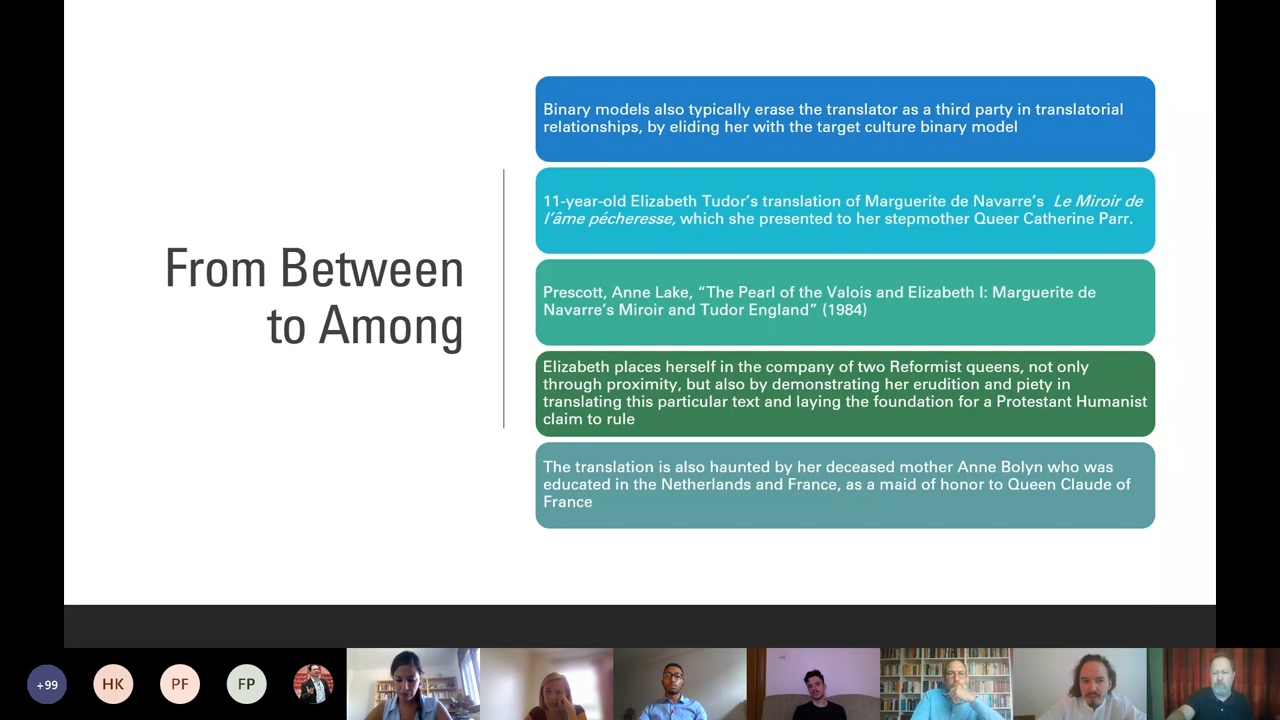 From Between
to Among
Binary models also typically erase the translator as a third party in translatorial
relationships, by eliding her with the target culture binary model
11-year-old Elizabeth Tudor’s translation of Marguerite de Navarre’s Le Miroir de
l’âme pécheresse, which she presented to her stepmother Queer Catherine Parr.
Prescott, Anne Lake, “The Pearl of the Valois and Elizabeth I: Marguerite de
Navarre’s Miroir and Tudor England” (1984)
Elizabeth places herself in the company of two Reformist queens, not only
through proximity, but also by demonstrating her erudition and piety in
translating this particular text and laying the foundation for a Protestant Humanist
claim to rule
The translation is also haunted by her deceased mother Anne Bolyn who was
educated in the Netherlands and France, as a maid of honor to Queen Claude of
France
+99
HK
PF
FP